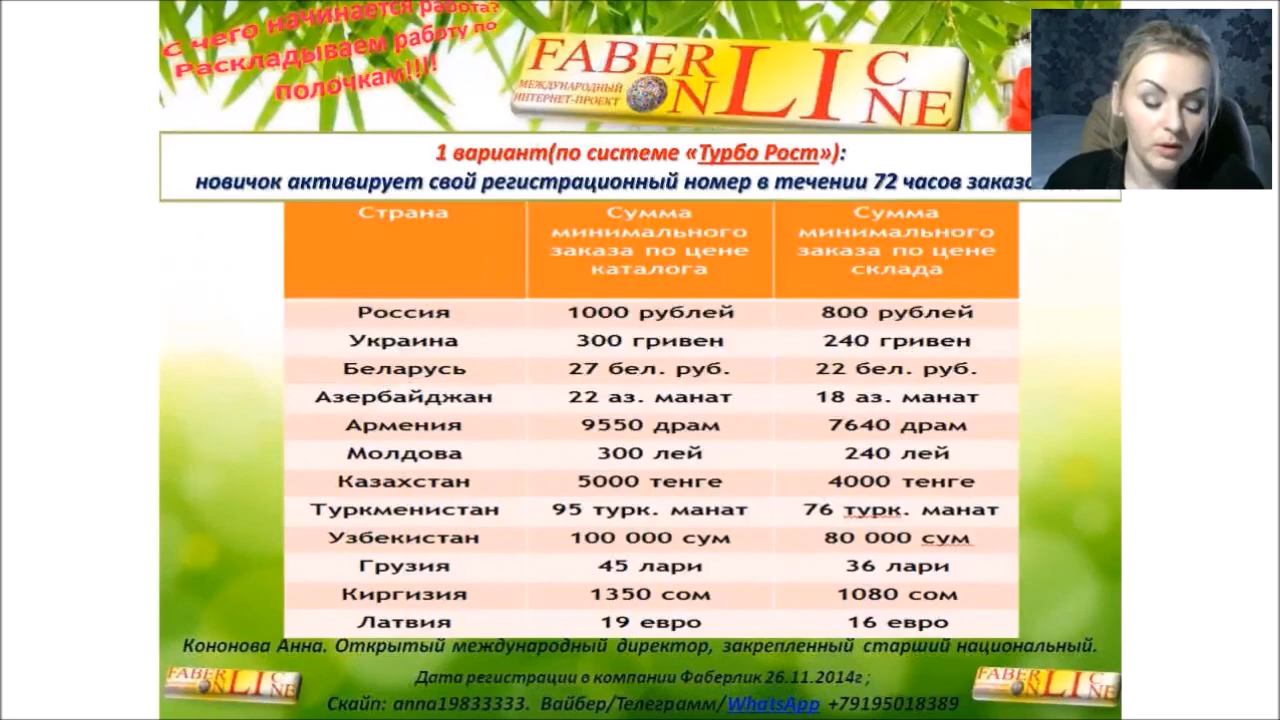 С чего начинается работа?
Раскладываем работу по
полочкам!!!!
FABERLIC
ONLINE
МЕЖДУНАРОДНЫЙ
ИНТЕРНЕТ-ПРОЕКТ
1 вариант(по системе «Турбо Рост»):
новичок активирует свой регистрационный номер в течении 72 часов
Страна Сумма минимального заказа по цене каталога Сумма минимального заказа по цене склада
Россия 1000 рублей 800 рублей
Украина 300 гривен 240 гривен
Беларусь 27 бел. руб. 22 бел. руб.
Азербайджан 22 аз. манат 18 аз. манат
Армения 9550 драм 7640 драм
Молдова 300 лей 240 лей
Казахстан 5000 тенге 4000 тенге
Туркменистан 95 турк. манат 76 турк. манат
Узбекистан 100 000 сум 80 000 сум
Грузия 45 лари 36 лари
Киргизия 1350 сом 1080 сом
Латвия 19 евро 16 евро
Кононова Анна. Открытый международный директор, закрепленный старший национальный.
Дата регистрации в компании Фаберлик 26.11.2014г ;
Скайп: anna19833333. Вайбер/Телеграмм/WhatsApp +79195018389
FABERLIC
ONLINE
FABERLIC
ONLINE